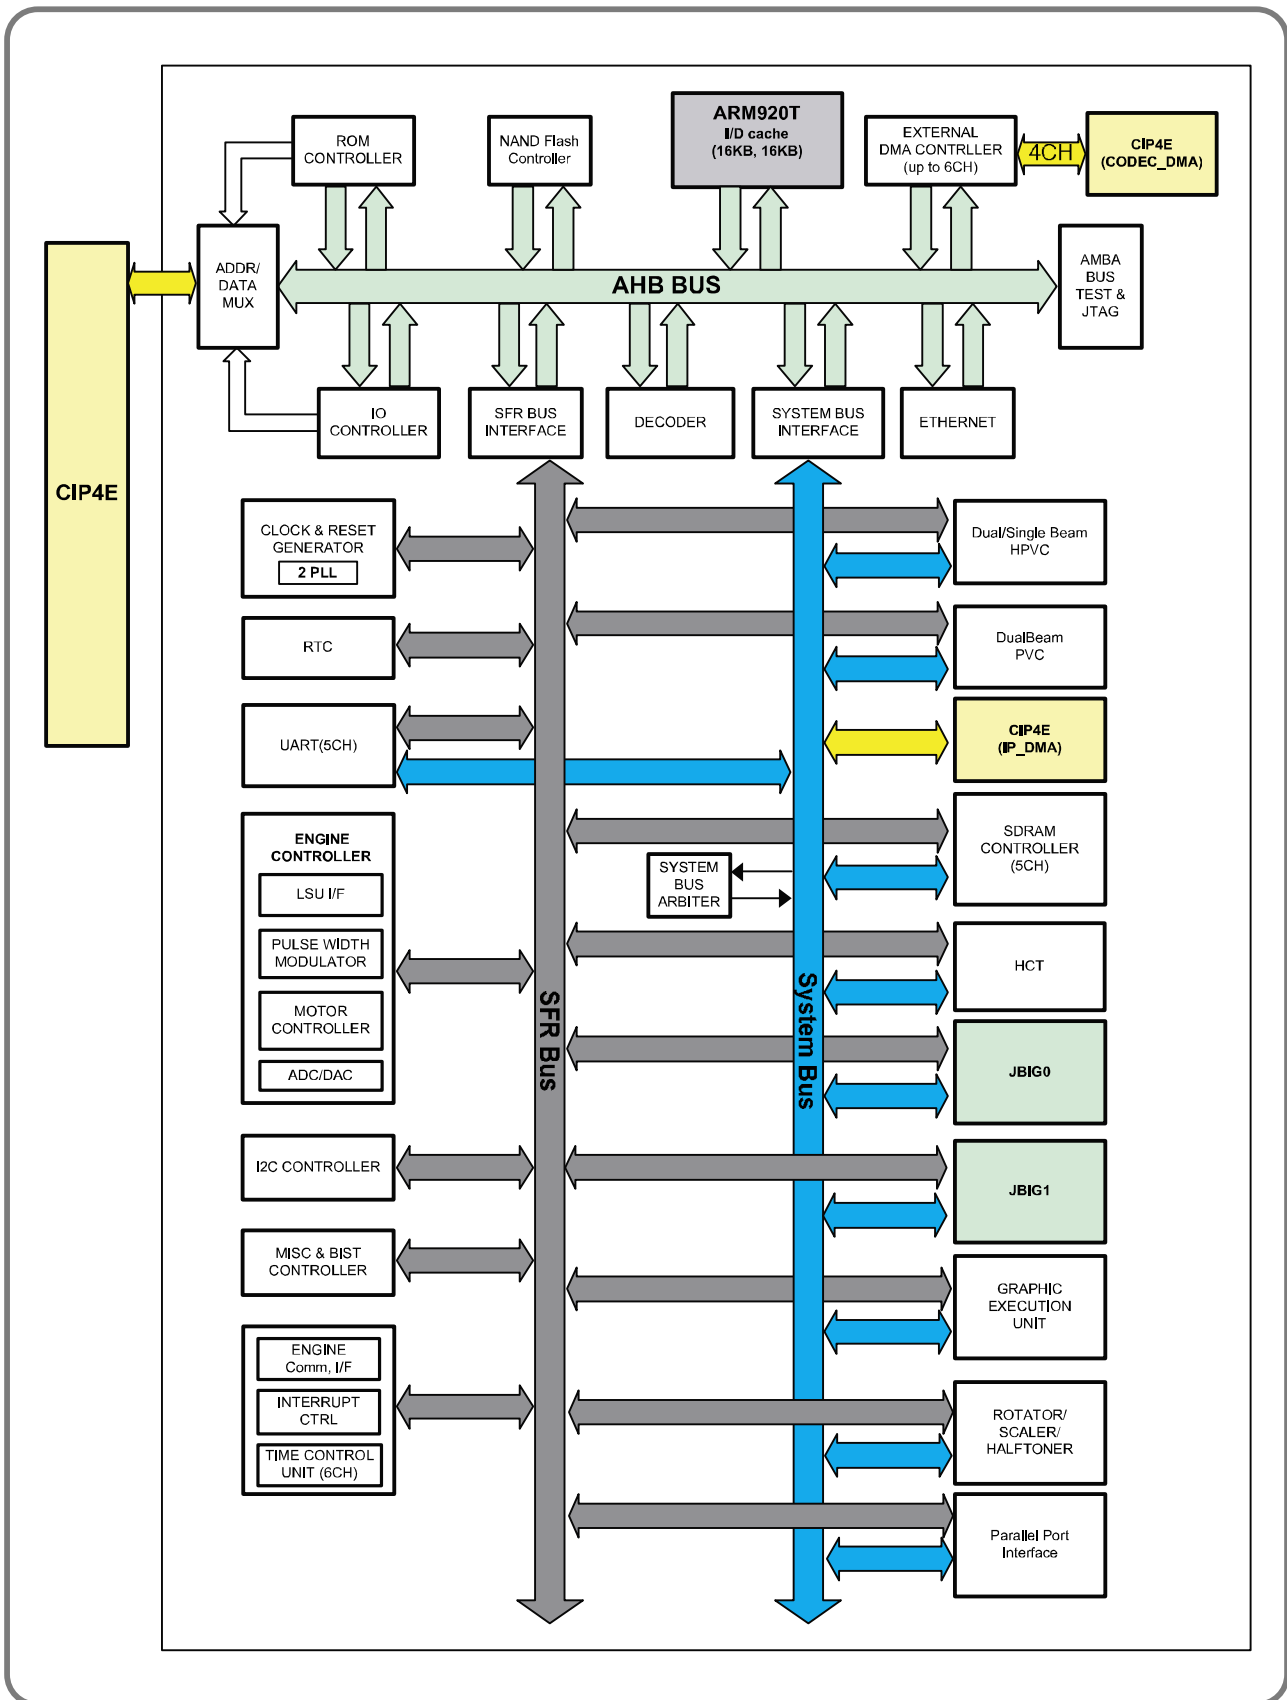 ROM
CONTROLLER
NAND Flash
Controller
ARM920T
I/D cache
(16KB, 16KB)
EXTERNAL
DMA CONTRLLER
(up to 6CH)
4CH
CIP4E
(CODEC_DMA)
CIP4E
ADDR/
DATA
MUX
AHB BUS
AMBA
BUS
TEST &
JTAG
IO
CONTROLLER
SFR BUS
INTERFACE
DECODER
SYSTEM BUS
INTERFACE
ETHERNET
CLOCK & RESET
GENERATOR
2 PLL
RTC
UART(5CH)
ENGINE
CONTROLLER
LSU I/F
PULSE WIDTH
MODULATOR
MOTOR
CONTROLLER
ADC/DAC
I2C CONTROLLER
MISC & BIST
CONTROLLER
ENGINE
Comm, I/F
INTERRUPT
CTRL
TIME CONTROL
UNIT (6CH)
SFR Bus
SYSTEM
BUS
ARBITER
System Bus
Dual/Single Beam
HPVC
DualBeam
PVC
CIP4E
(IP_DMA)
SDRAM
CONTROLLER
(5CH)
HCT
JBIG0
JBIG1
GRAPHIC
EXECUTION
UNIT
ROTATOR/
SCALER/
HALFTONER
Parallel Port
Interface